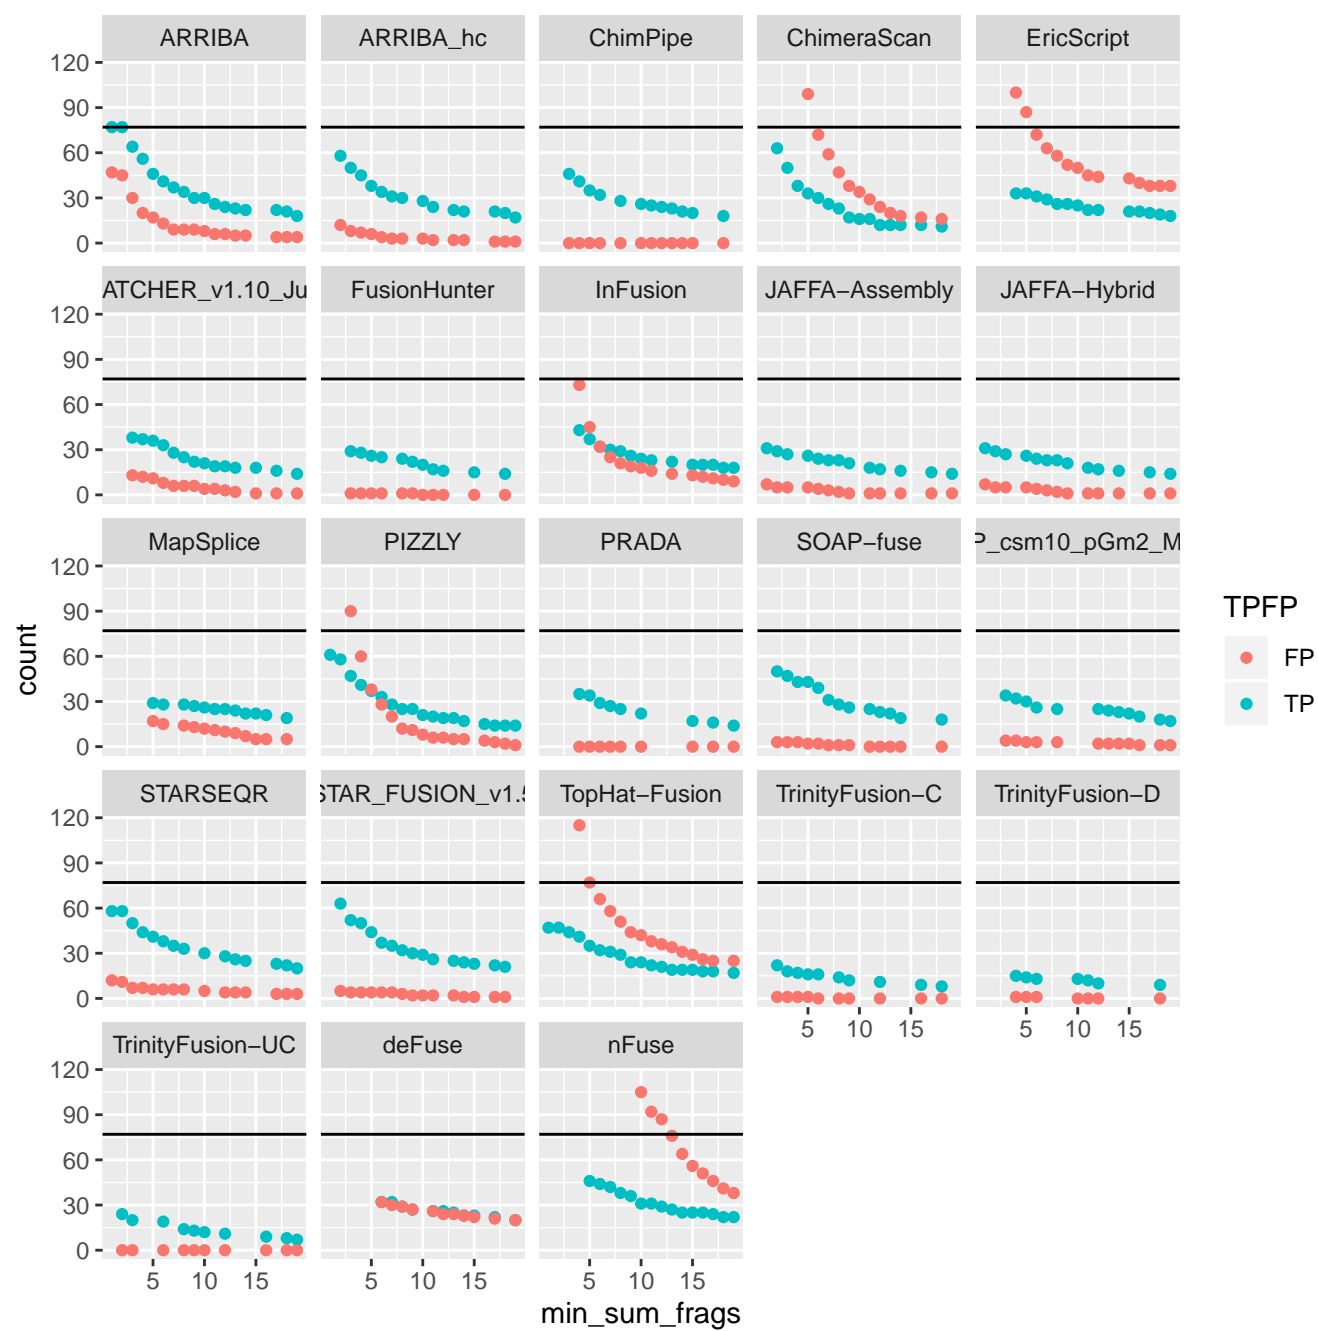 ARRIBA ARRIBA_hc ChimPipe ChimeraScan EricScript
120
90
60
30
0
ATCHER_v1.10_Ju FusionHunter InFusion JAFFA−Assembly JAFFA−Hybrid
120
90
60
30
0
MapSplice PIZZLY PRADA SOAP−fuse P_csm10_pGm2_M
120
90
60
30
0
STARSEQR STAR_FUSION_v1.5 TopHat−Fusion TrinityFusion−C TrinityFusion−D
120
90
60
30
0
5 10 15 5 10 15
TrinityFusion−UC deFuse nFuse
120
90
60
30
0
5 10 15 5 10 15 5 10 15
min_sum_frags
count
TPFP
FP
TP